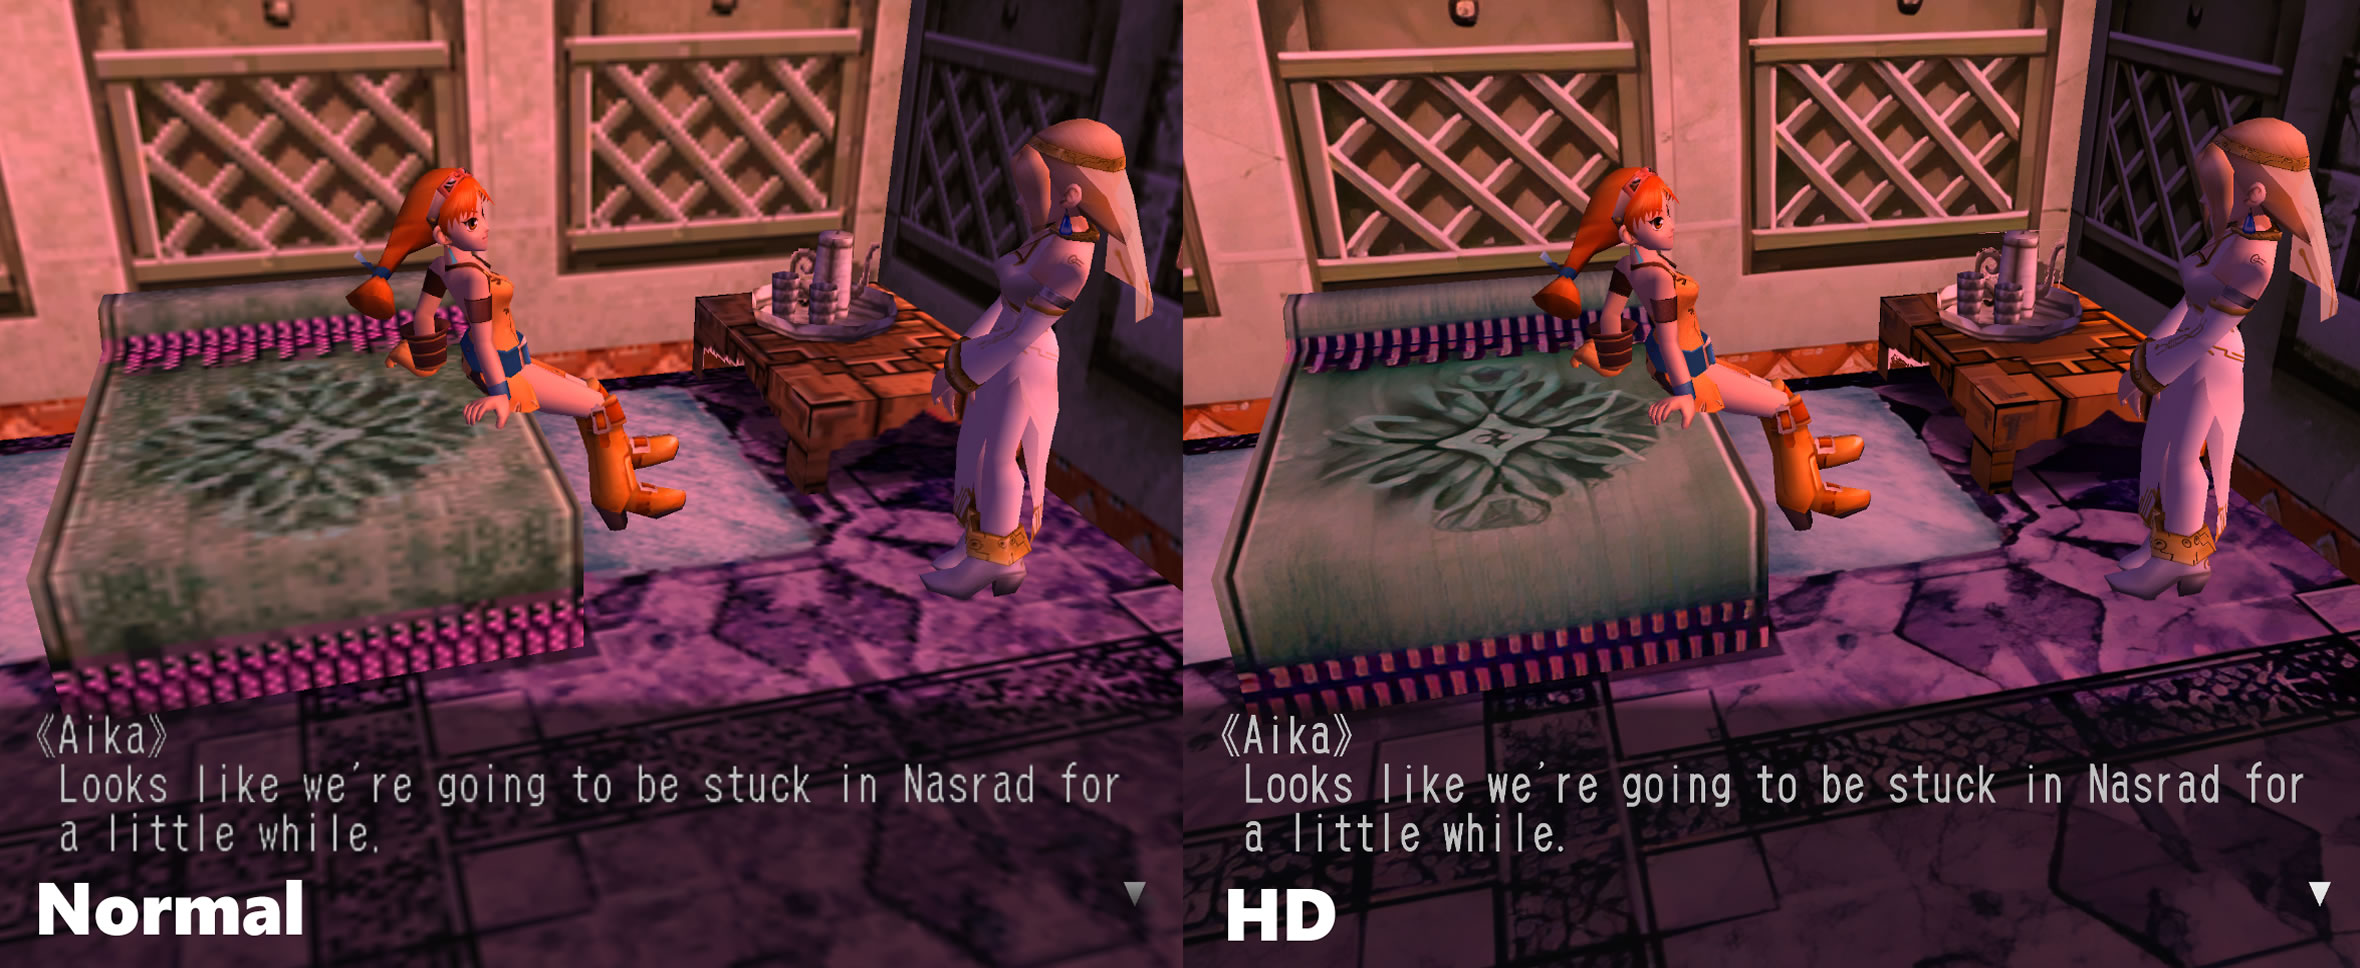 《Aika》
Looks like we're going to be stuck in Nasrad for
a little while.
Normal
《Aika》
Looks like we're going to be stuck in Nasrad for
a little while.
HD